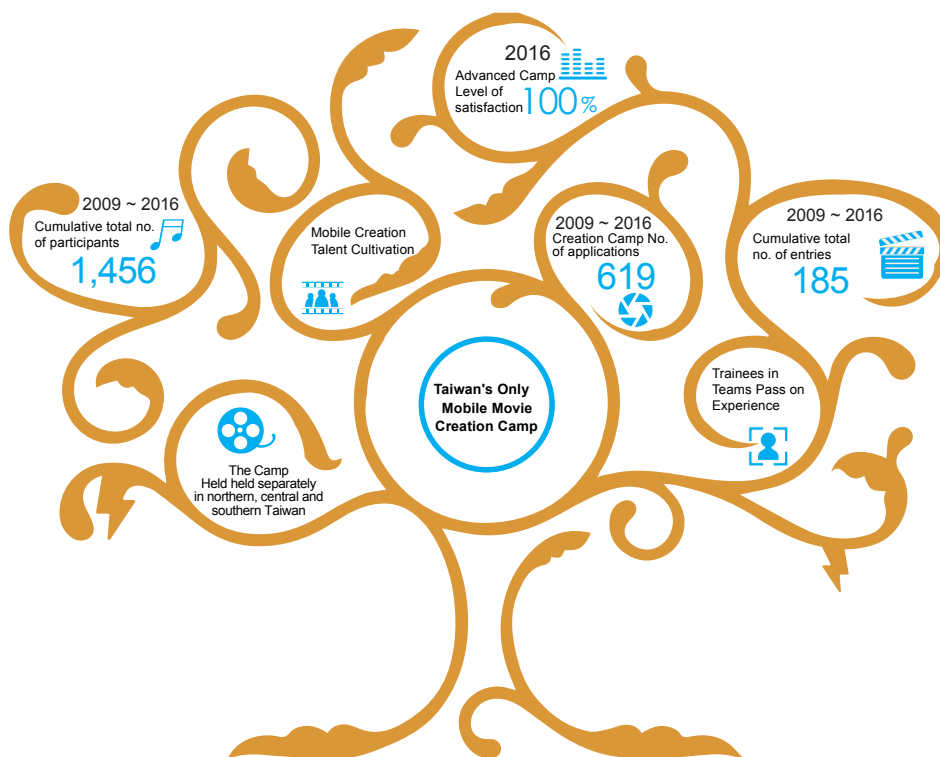 2016
Advanced Camp
Level of
satisfaction 100%
2009 ~ 2016
Cumulative total no.
of participants
1,456
Mobile Creation
Talent Cultivation
2009 ~ 2016
Creation Camp No.
of applications
619
2009 ~ 2016
Cumulative total
no. of entries
185
Taiwan's Only
Mobile Movie
Creation Camp
Trainees in
Teams Pass on
Experience
The Camp
Held held separately
in northern, central and
southern Taiwan